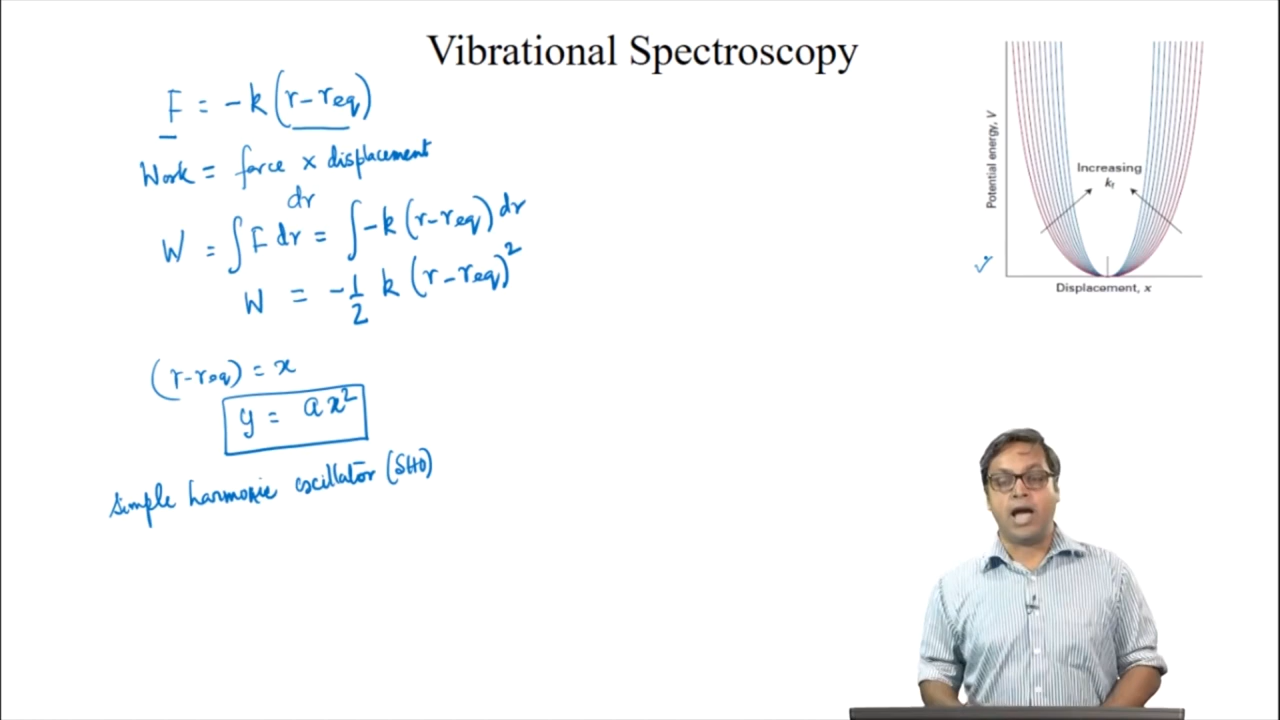 Vibrational Spectroscopy
F = -k(r-req)
Work = force × displacement
dr
W = ∫F dr = ∫-k(r-req) dr
W = -1/2 k (r-req)²
(r-req) = x
y = ax²
Simple harmonic oscillator (SHO)
Potential energy, V
Increasing
kf
Displacement, x